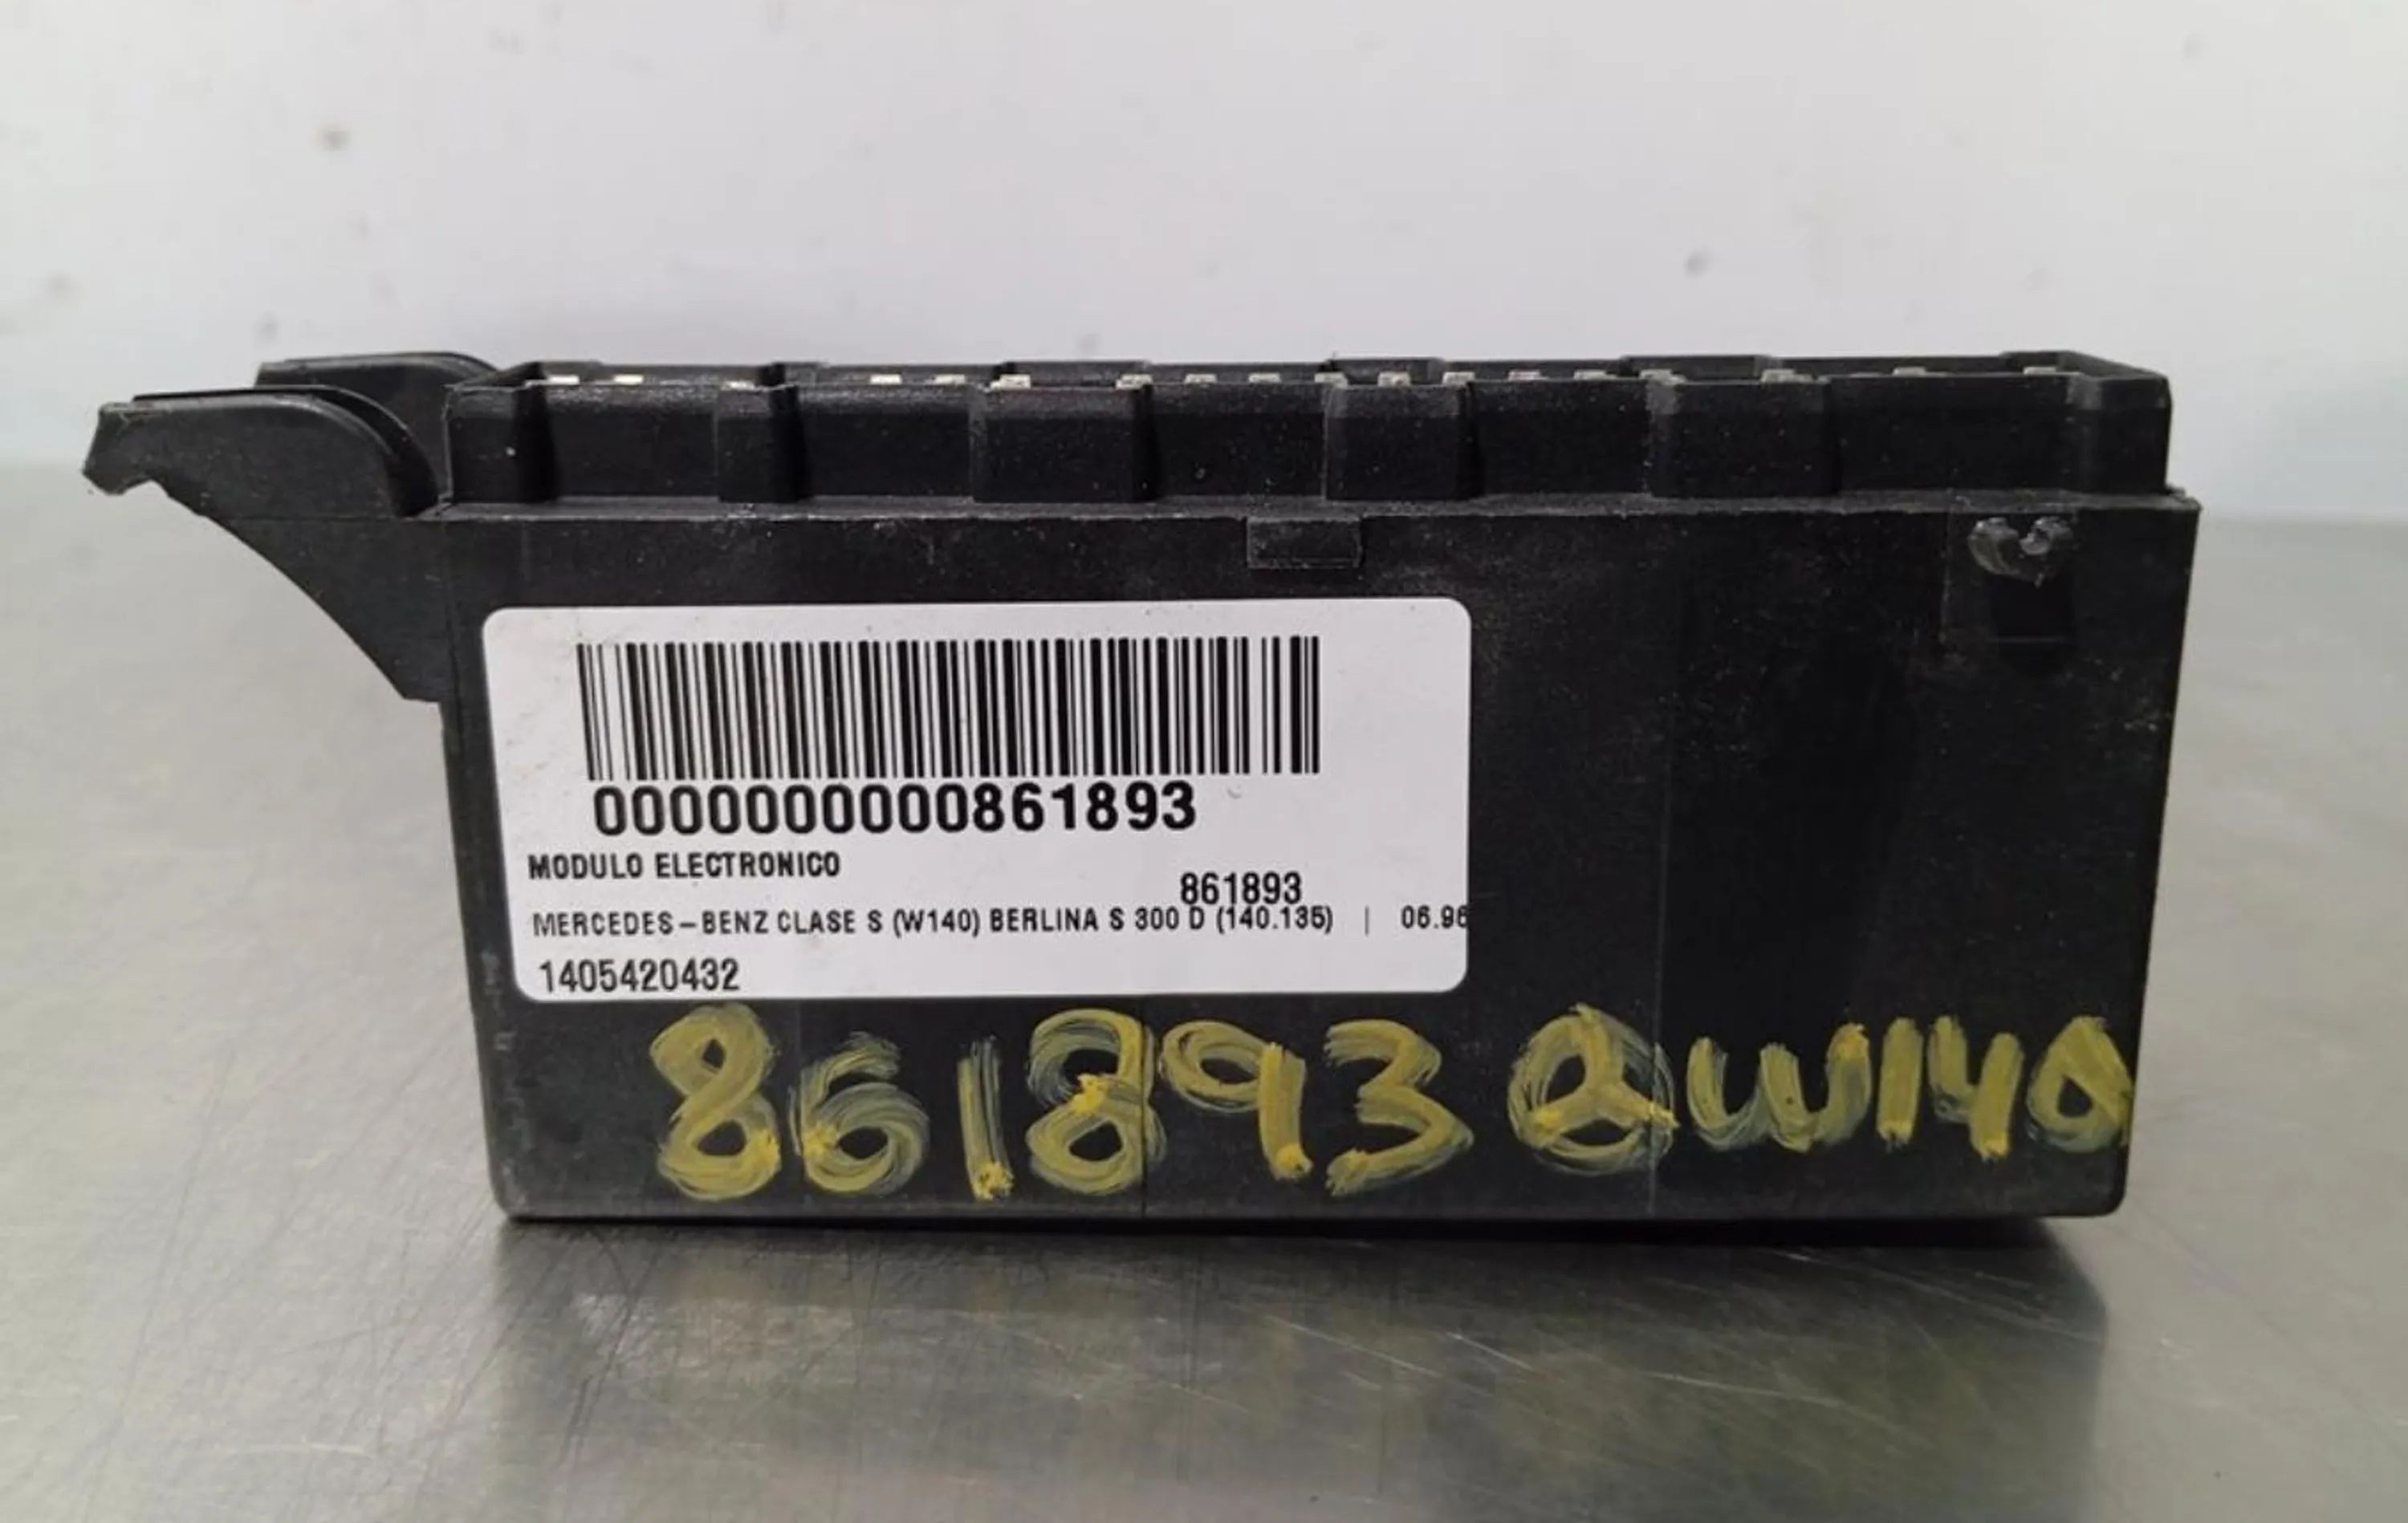 0000000000861893
MODULO ELECTRONICO
861893
MERCEDES-BENZ CLASE S (W140) BERLINA S 300 D (140.135) | 06.96
1405420432
861893 W140